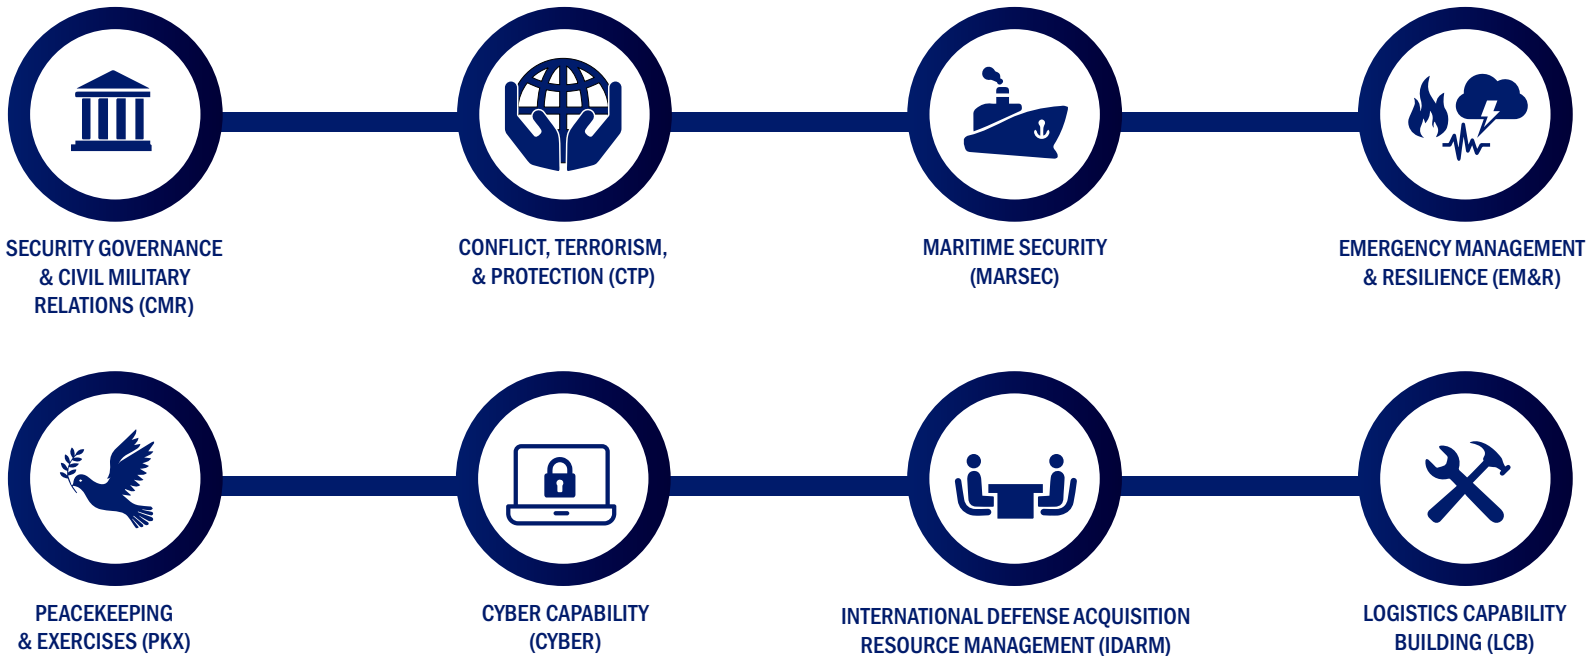 SECURITY GOVERNANCE
& CIVIL MILITARY
RELATIONS (CMR)
CONFLICT, TERRORISM,
& PROTECTION (CTP)
MARITIME SECURITY
(MARSEC)
EMERGENCY MANAGEMENT
& RESILIENCE (EM&R)
PEACEKEEPING
& EXERCISES (PKX)
CYBER CAPABILITY
(CYBER)
INTERNATIONAL DEFENSE ACQUISITION
RESOURCE MANAGEMENT (IDARM)
LOGISTICS CAPABILITY
BUILDING (LCB)